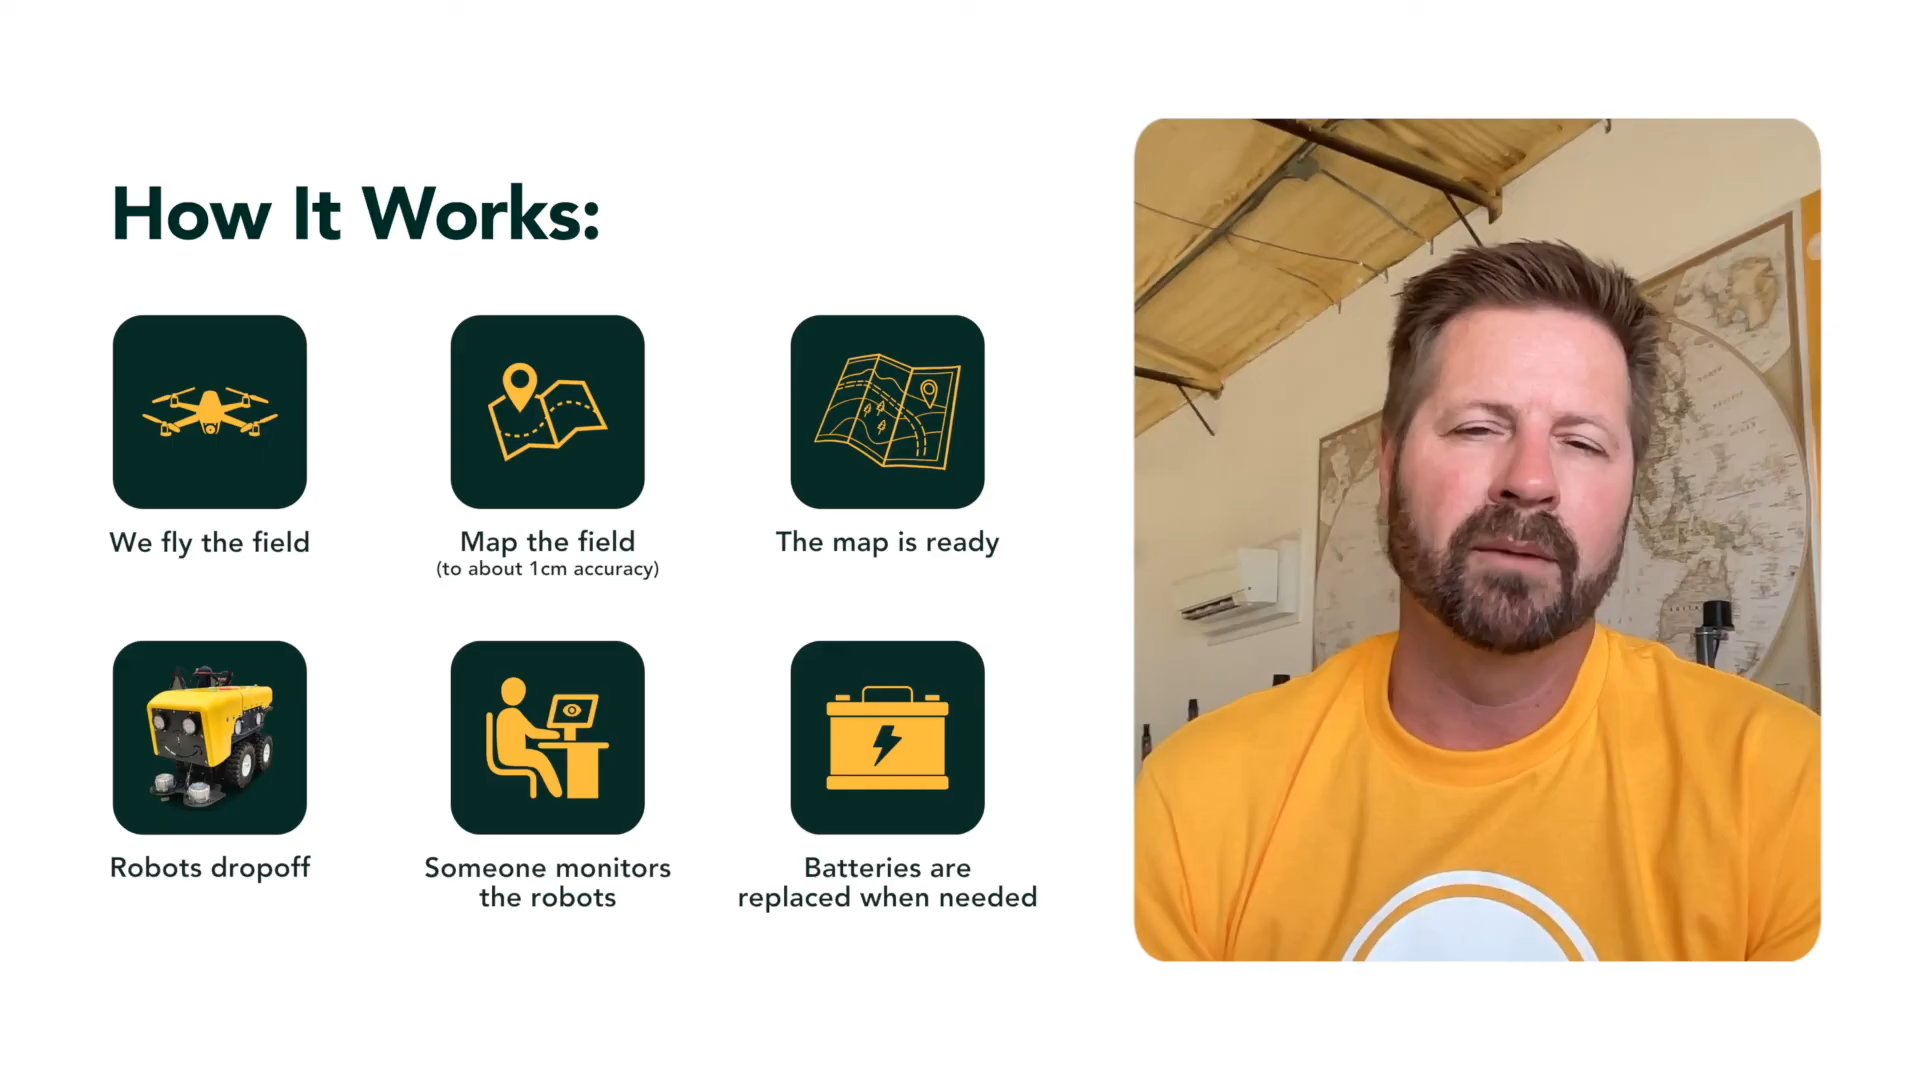 How It Works:
We fly the field
Map the field
(to about 1cm accuracy)
The map is ready
Robots dropoff
Someone monitors
the robots
Batteries are
replaced when needed